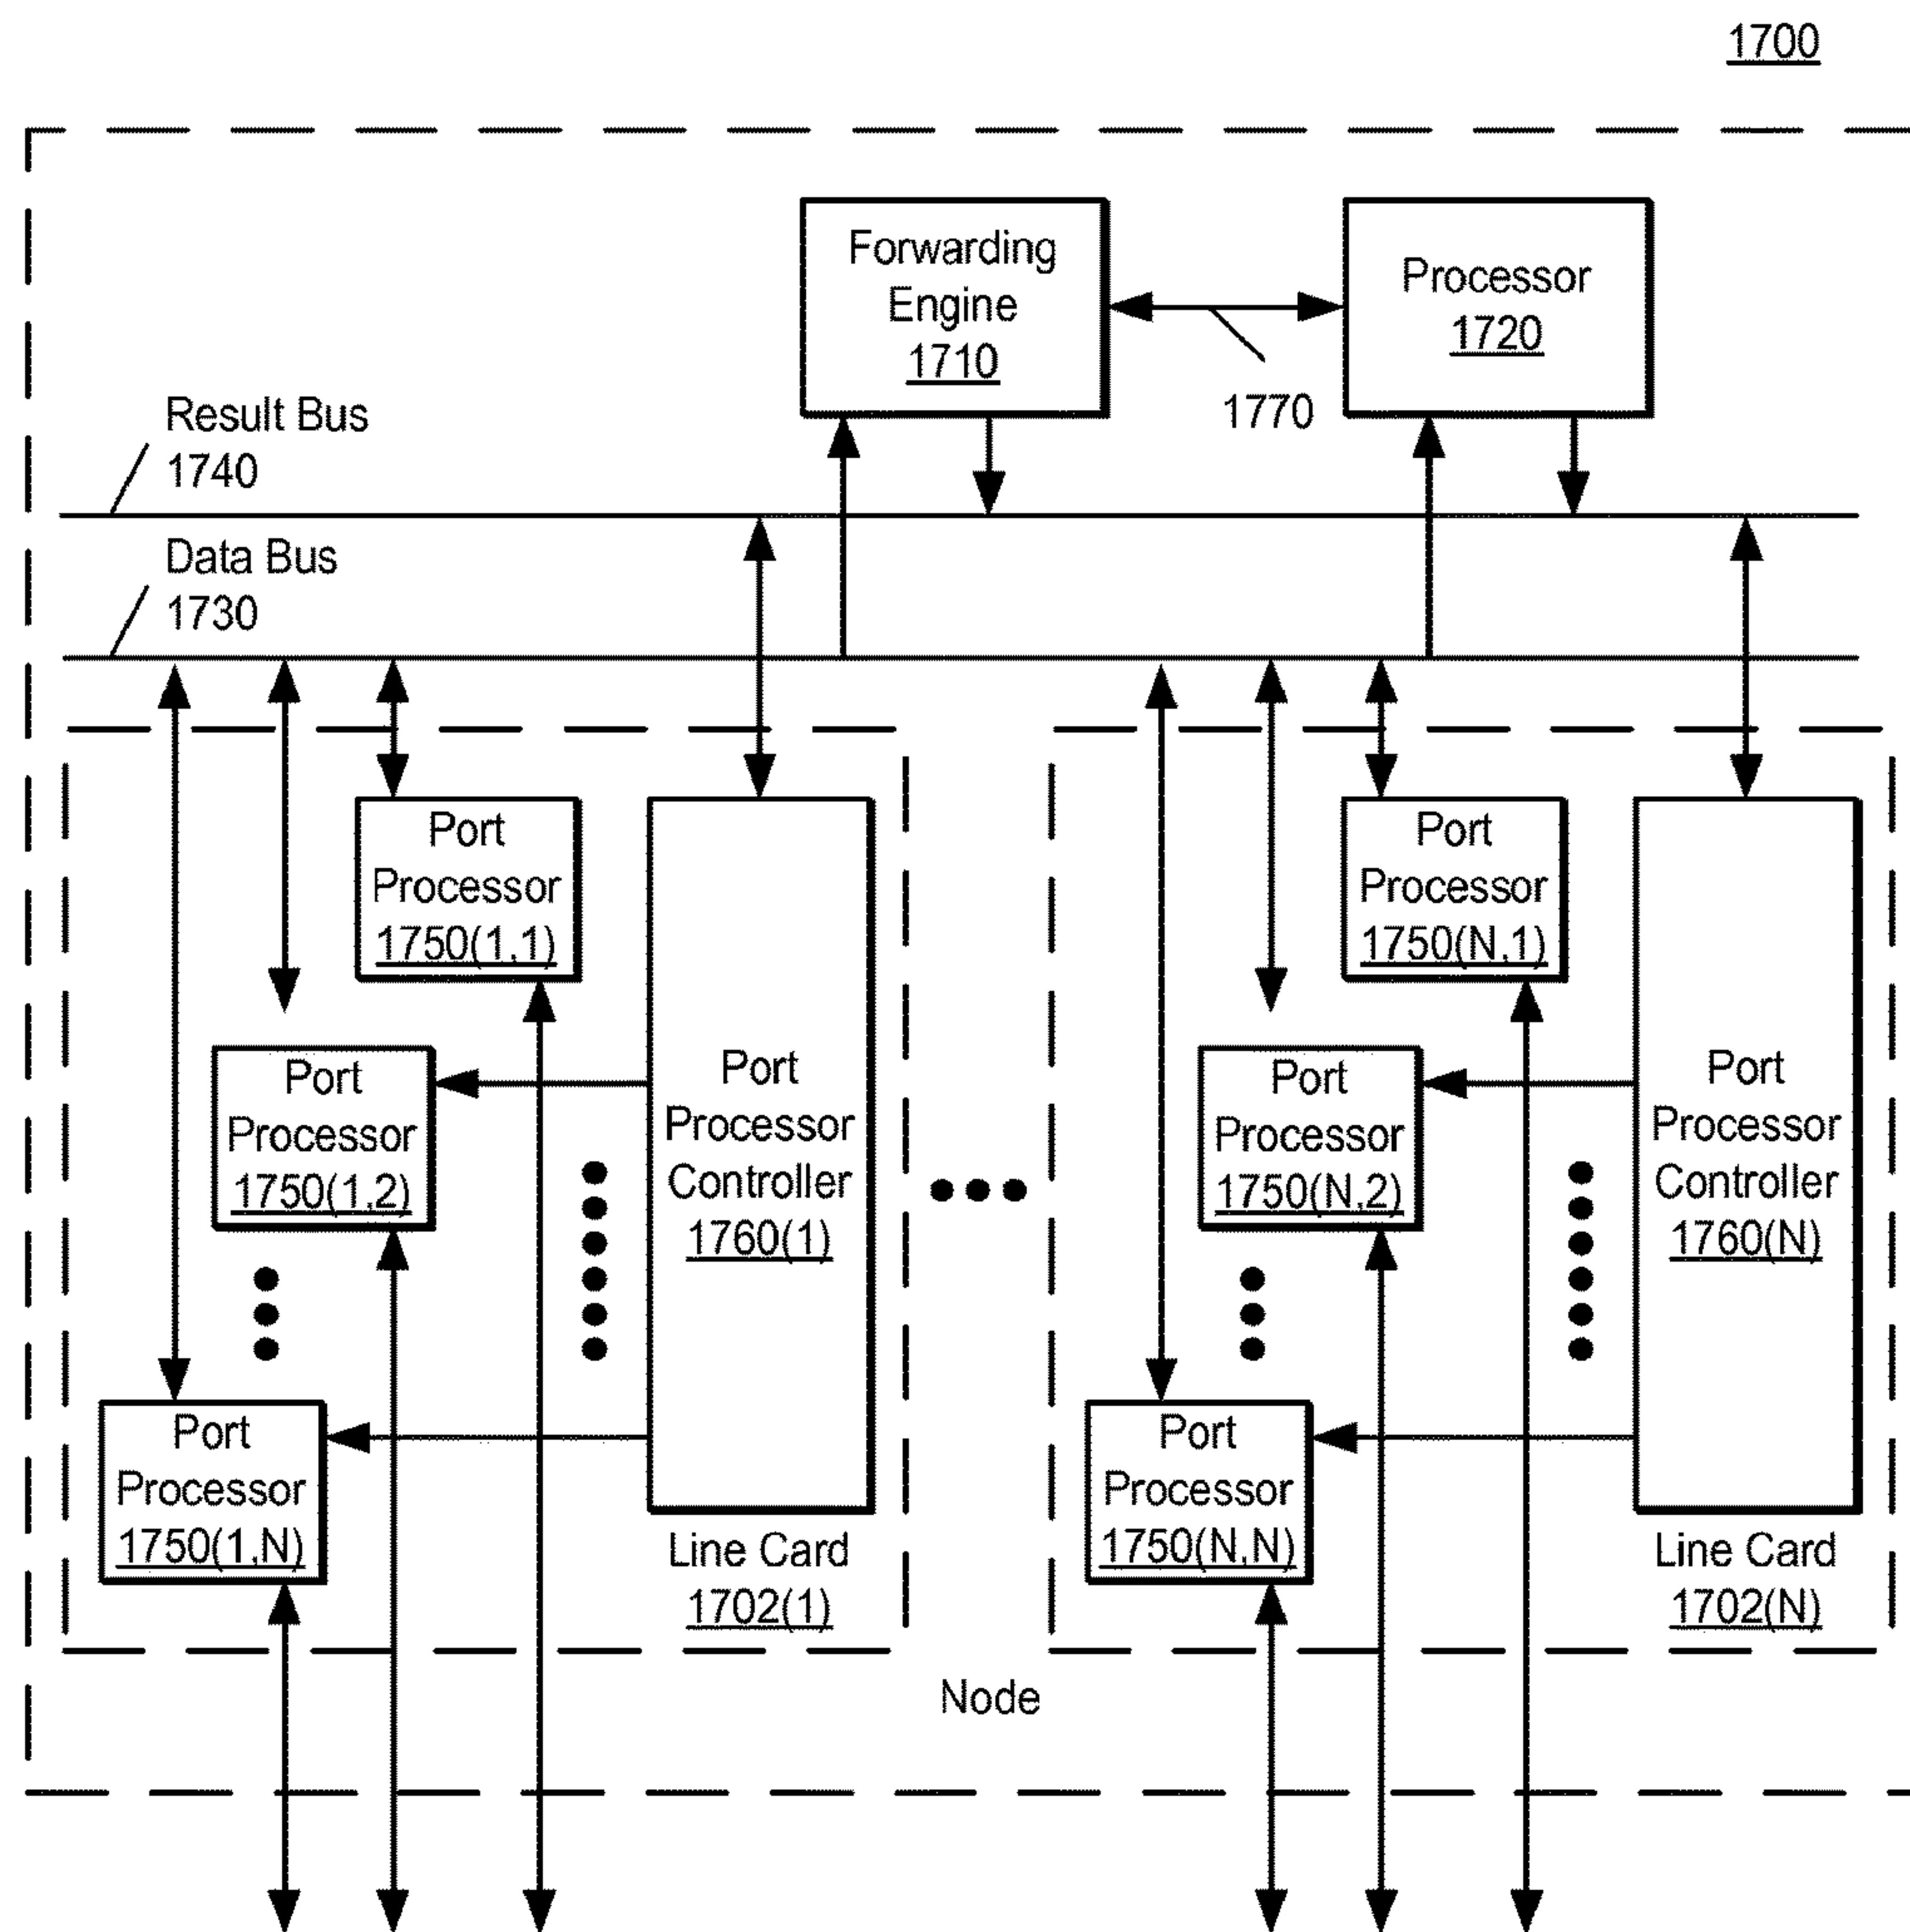 1700
Forwarding
Engine
1710
Processor
1720
1770
Result Bus
1740
Data Bus
1730
Port
Processor
1750(1,1)
Port
Processor
1750(1,2)
Port
Processor
1750(1,N)
Port
Processor
Controller
1760(1)
Line Card
1702(1)
Port
Processor
1750(N,1)
Port
Processor
1750(N,2)
Port
Processor
1750(N,N)
Port
Processor
Controller
1760(N)
Line Card
1702(N)
Node